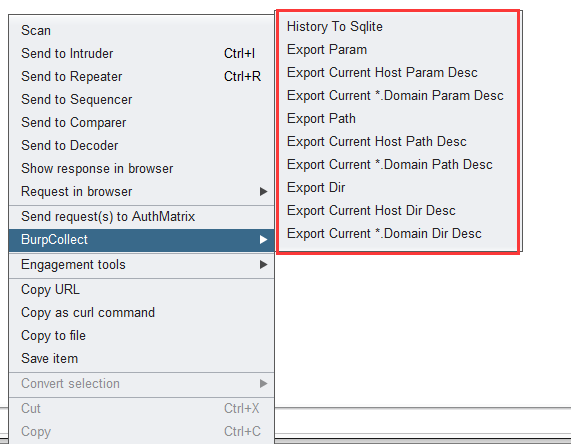 Scan
Send to Intruder Ctrl+I
Send to Repeater Ctrl+R
Send to Sequencer
Send to Comparer
Send to Decoder
Show response in browser
Request in browser
Send request(s) to AuthMatrix
BurpCollect
Engagement tools
Copy URL
Copy as curl command
Copy to file
Save item
Convert selection
Cut Ctrl+X
Copy Ctrl+C
History To Sqlite
Export Param
Export Current Host Param Desc
Export Current *.Domain Param Desc
Export Path
Export Current Host Path Desc
Export Current *.Domain Path Desc
Export Dir
Export Current Host Dir Desc
Export Current *.Domain Dir Desc